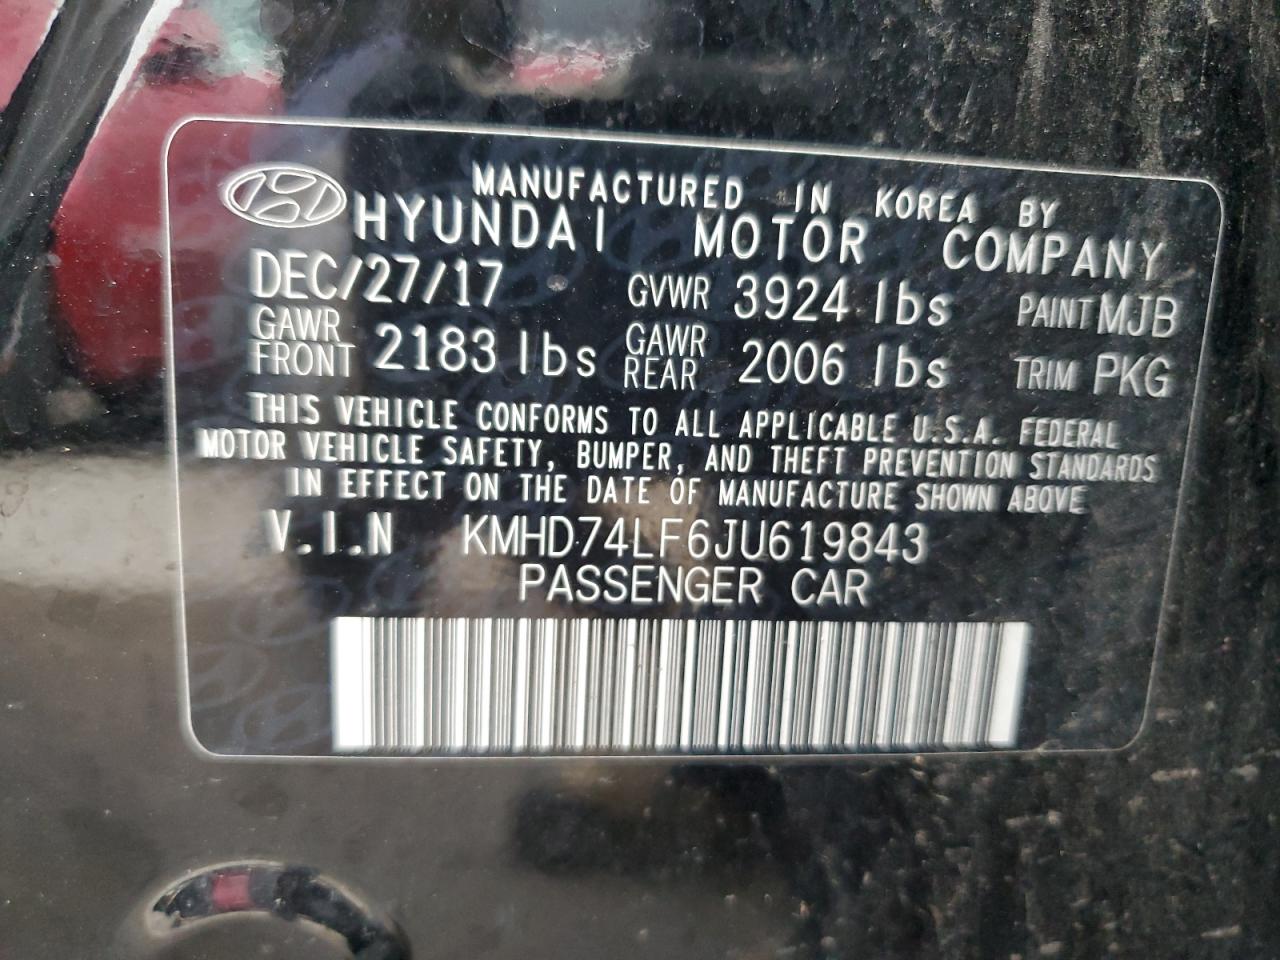 MANUFACTURED IN KOREA BY
HYUNDAI MOTOR COMPANY
DEC/27/17 GVWR 3924 lbs PAINT MJB
GAWR FRONT 2183 lbs GAWR REAR 2006 lbs TRIM PKG
THIS VEHICLE CONFORMS TO ALL APPLICABLE U.S.A. FEDERAL
MOTOR VEHICLE SAFETY, BUMPER, AND THEFT PREVENTION STANDARDS
IN EFFECT ON THE DATE OF MANUFACTURE SHOWN ABOVE
V.I.N KMHD74LF6JU619843
PASSENGER CAR